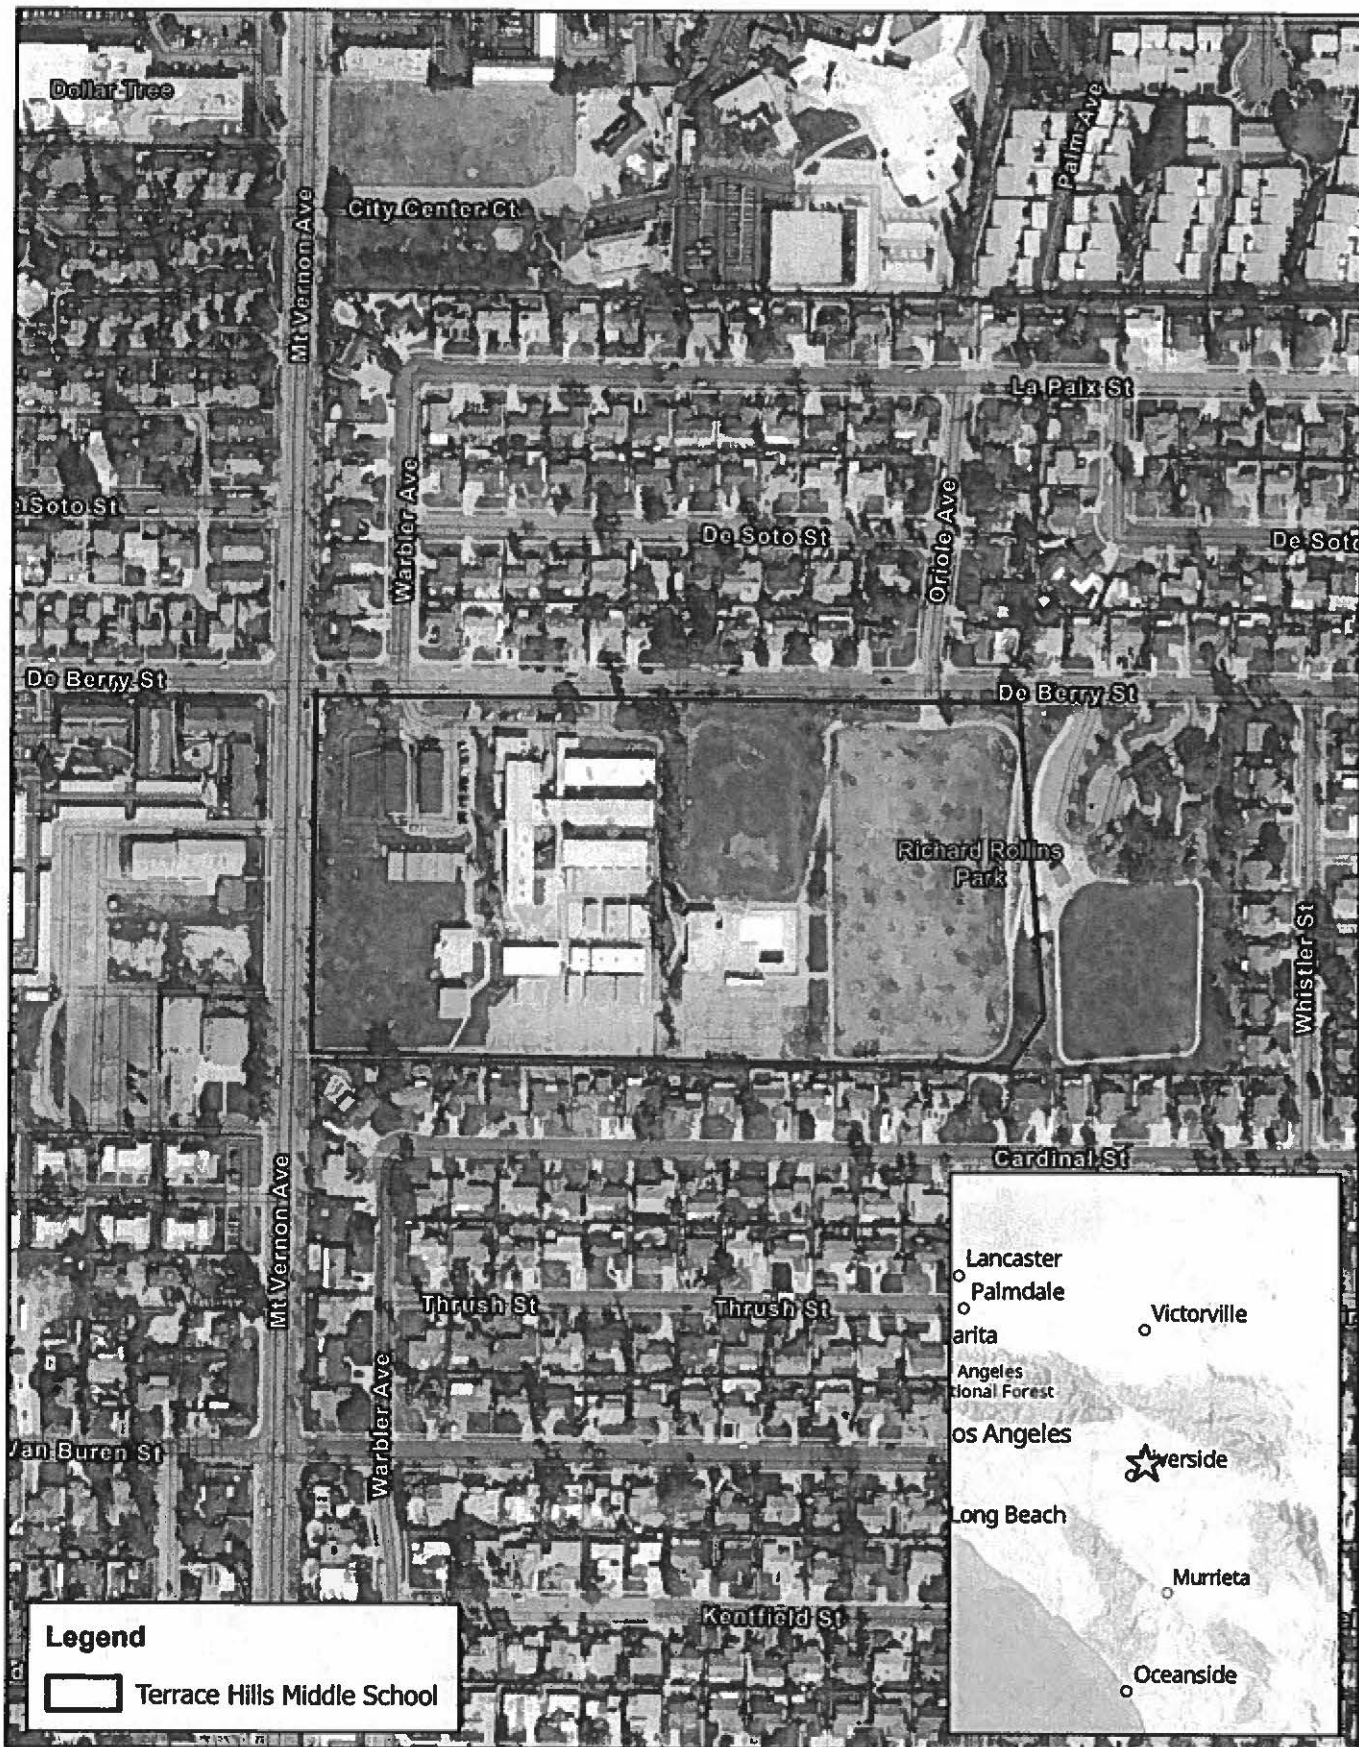 Dollar Tree
Palm Ave
City Center Ct
Mt Vernon Ave
La Paix St
Warbler Ave
Oriole Ave
Soto St
De Soto St
De Soto
De Berry St
De Berry St
Richard Rollins
Park
Whistler St
Cardinal St
Mt Vernon Ave
Thrush St
Thrush St
Warbler Ave
Van Buren St
Kentfield St
Lancaster
Palmdale
Victorville
arita
Angeles
tional Forest
os Angeles
verside
Long Beach
Murrieta
Oceanside
Legend
Terrace Hills Middle School